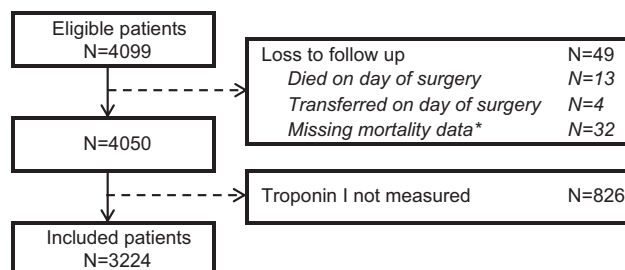 Eligible patients
N=4099
Loss to follow up N=49
Died on day of surgery N=13
Transferred on day of surgery N=4
Missing mortality data* N=32
N=4050
Troponin I not measured N=826
Included patients
N=3224